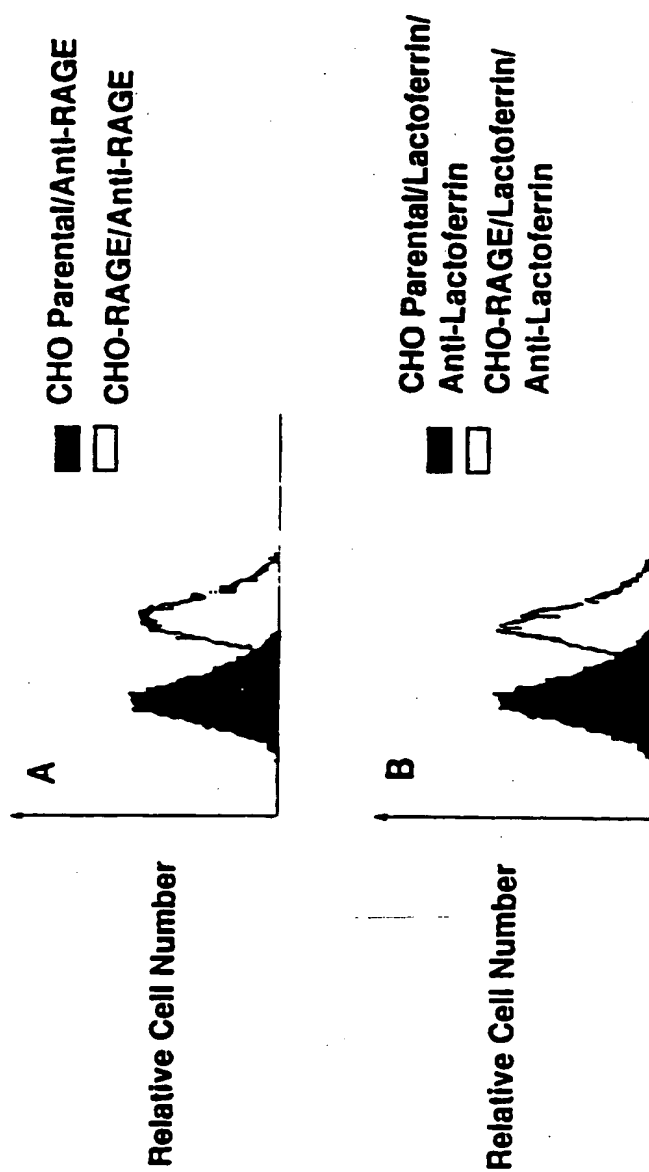 A
CHO Parental/Anti-RAGE
CHO-RAGE/Anti-RAGE
Relative Cell Number
B
CHO Parental/Lactoferrin/
Anti-Lactoferrin
CHO-RAGE/Lactoferrin/
Anti-Lactoferrin
Relative Cell Number